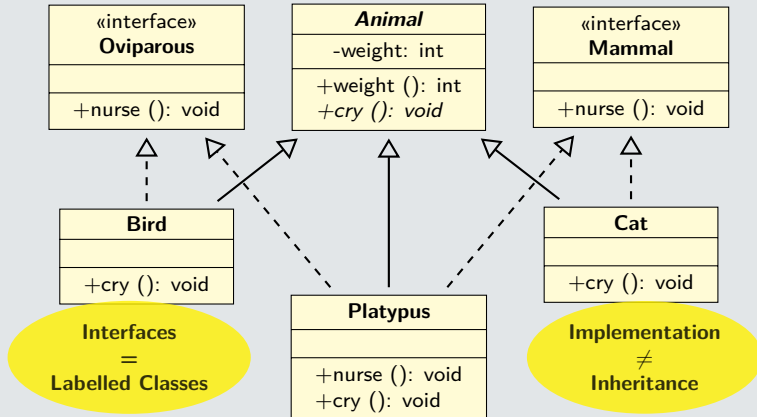 «interface»
Oviparous
+nurse (): void
Animal
-weight: int
+weight (): int
+cry (): void
«interface»
Mammal
+nurse (): void
Bird
+cry (): void
Cat
+cry (): void
Platypus
+nurse (): void
+cry (): void
Interfaces
=
Labelled Classes
Implementation
≠
Inheritance